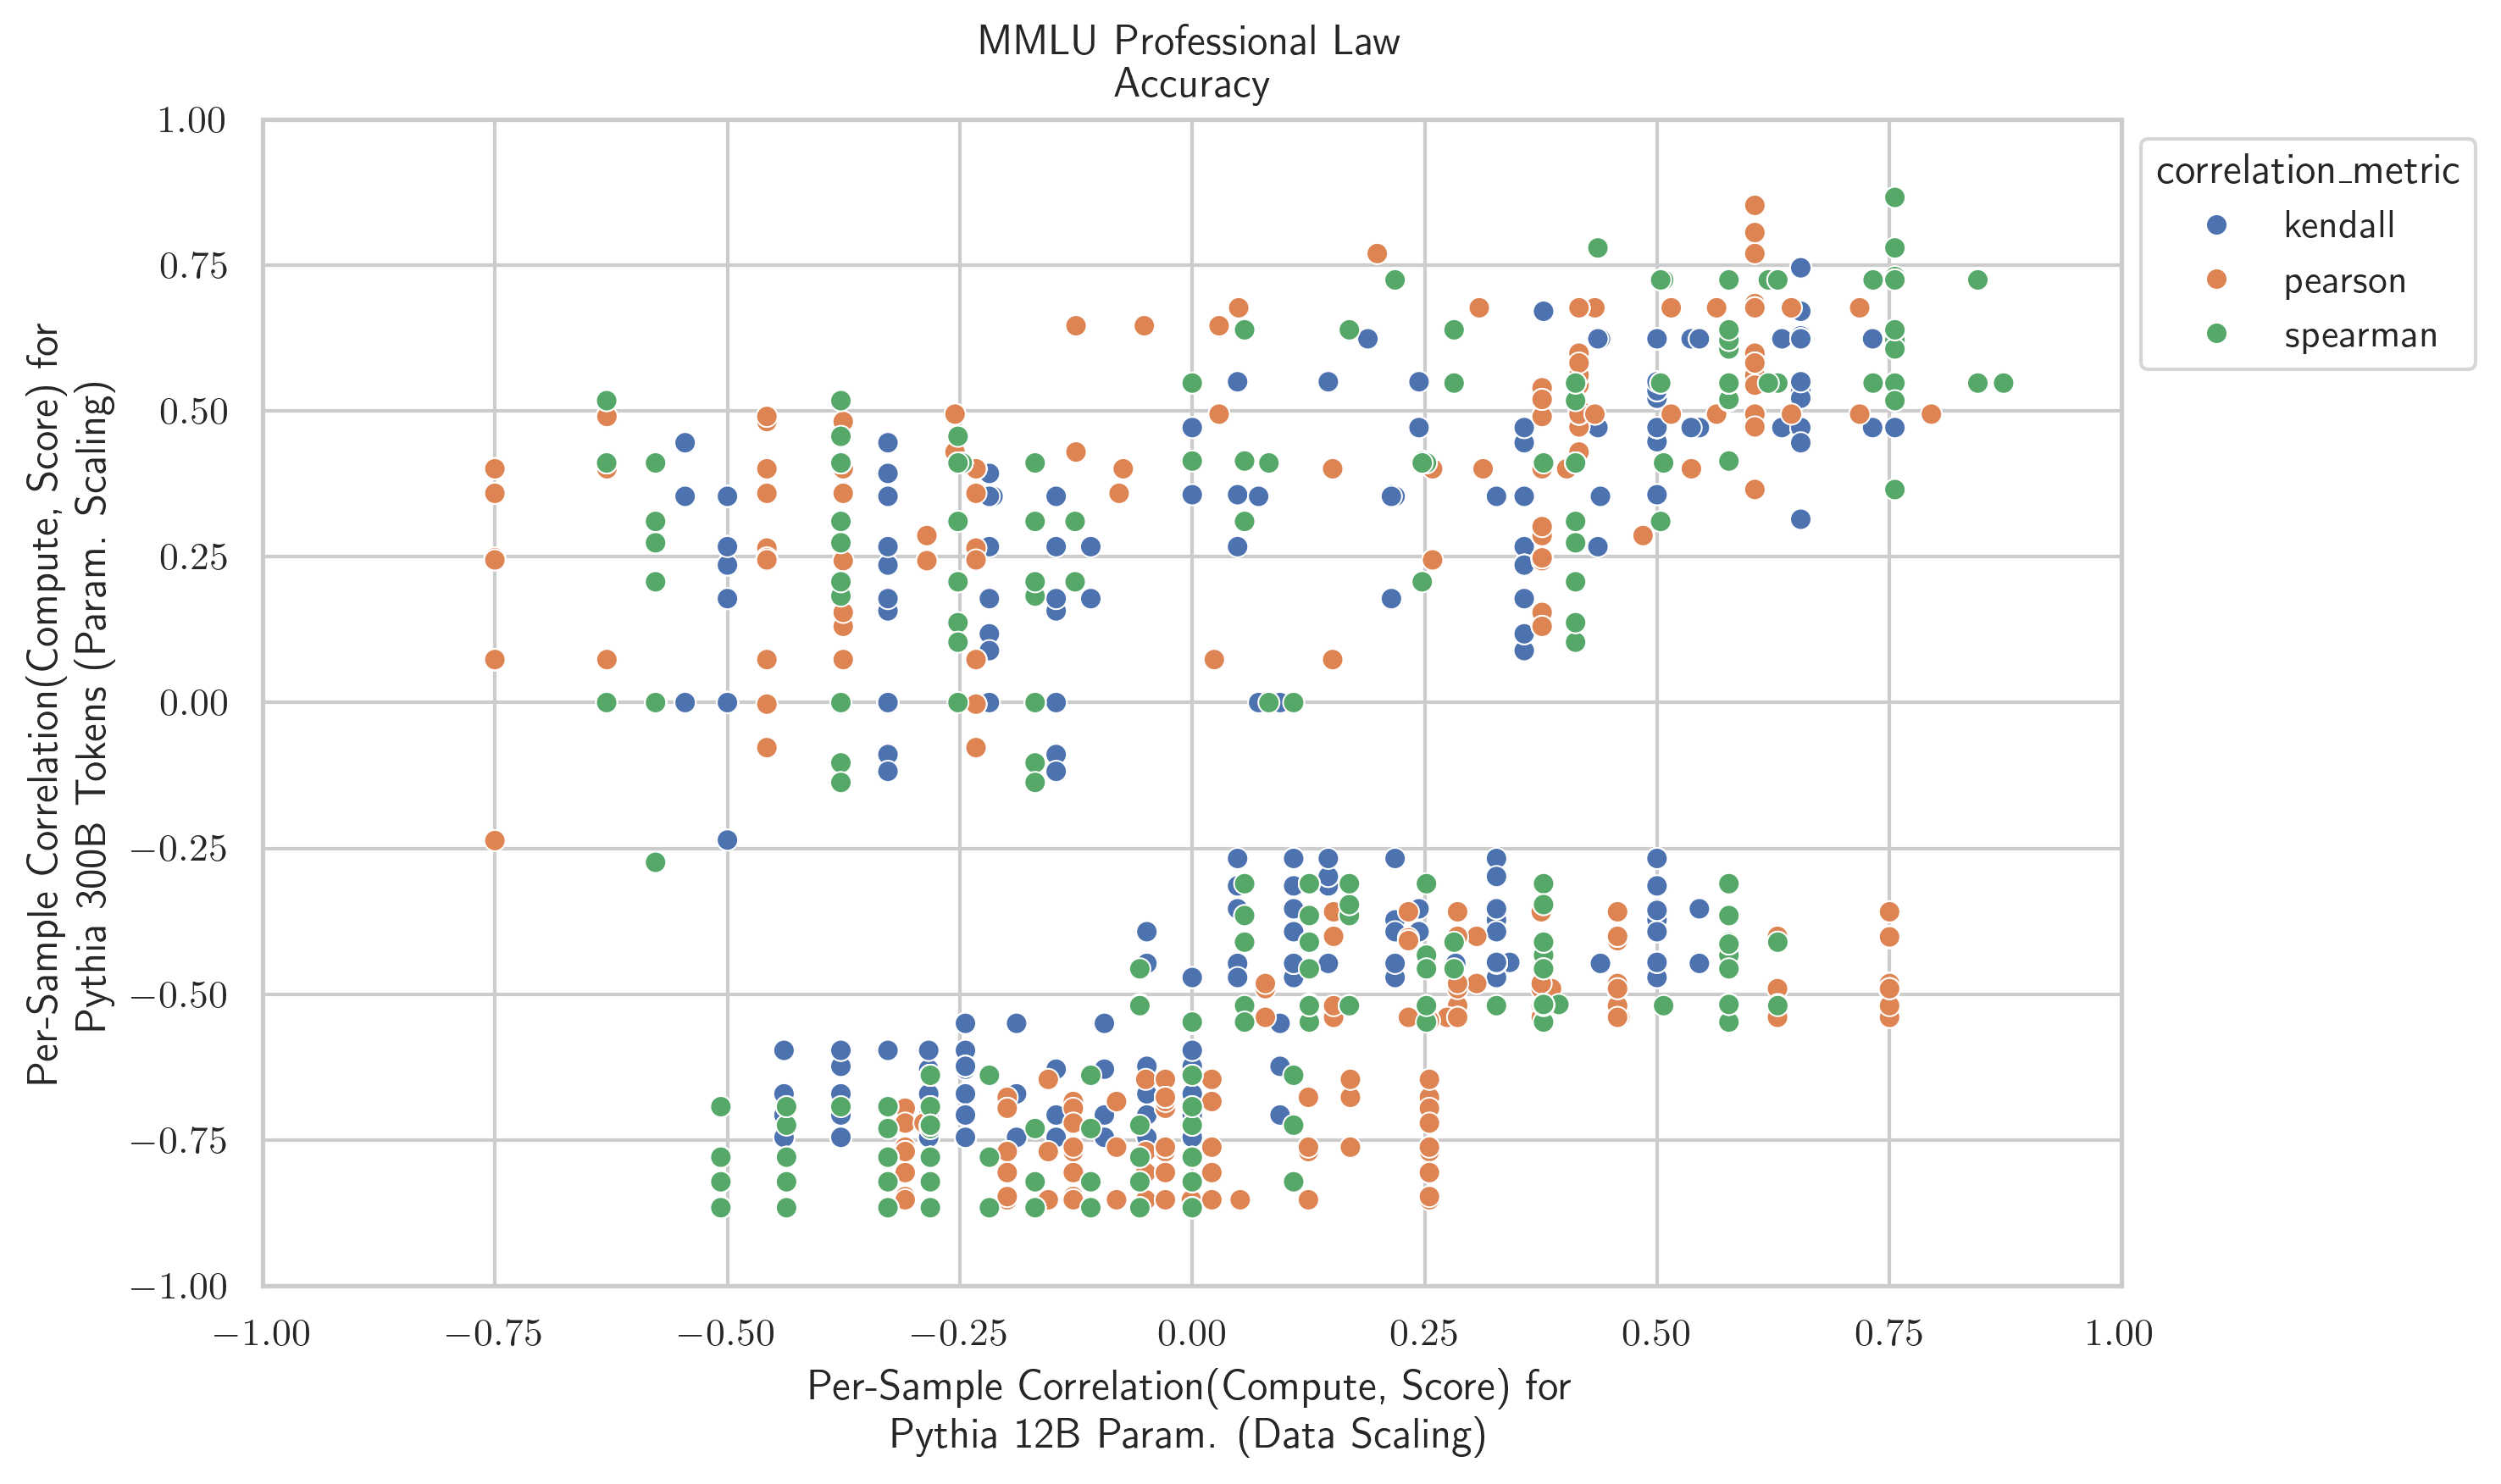 MMLU Professional Law
Accuracy
Per-Sample Correlation(Compute, Score) for
Pythia 300B Tokens (Param. Scaling)
1.00
0.75
0.50
0.25
0.00
−0.25
−0.50
−0.75
−1.00
correlation_metric
kendall
pearson
spearman
−1.00
−0.75
−0.50
−0.25
0.00
0.25
0.50
0.75
1.00
Per-Sample Correlation(Compute, Score) for
Pythia 12B Param. (Data Scaling)